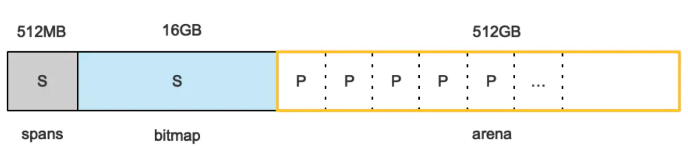 512MB 16GB 512GB
S S P P P P P ...
spans bitmap arena